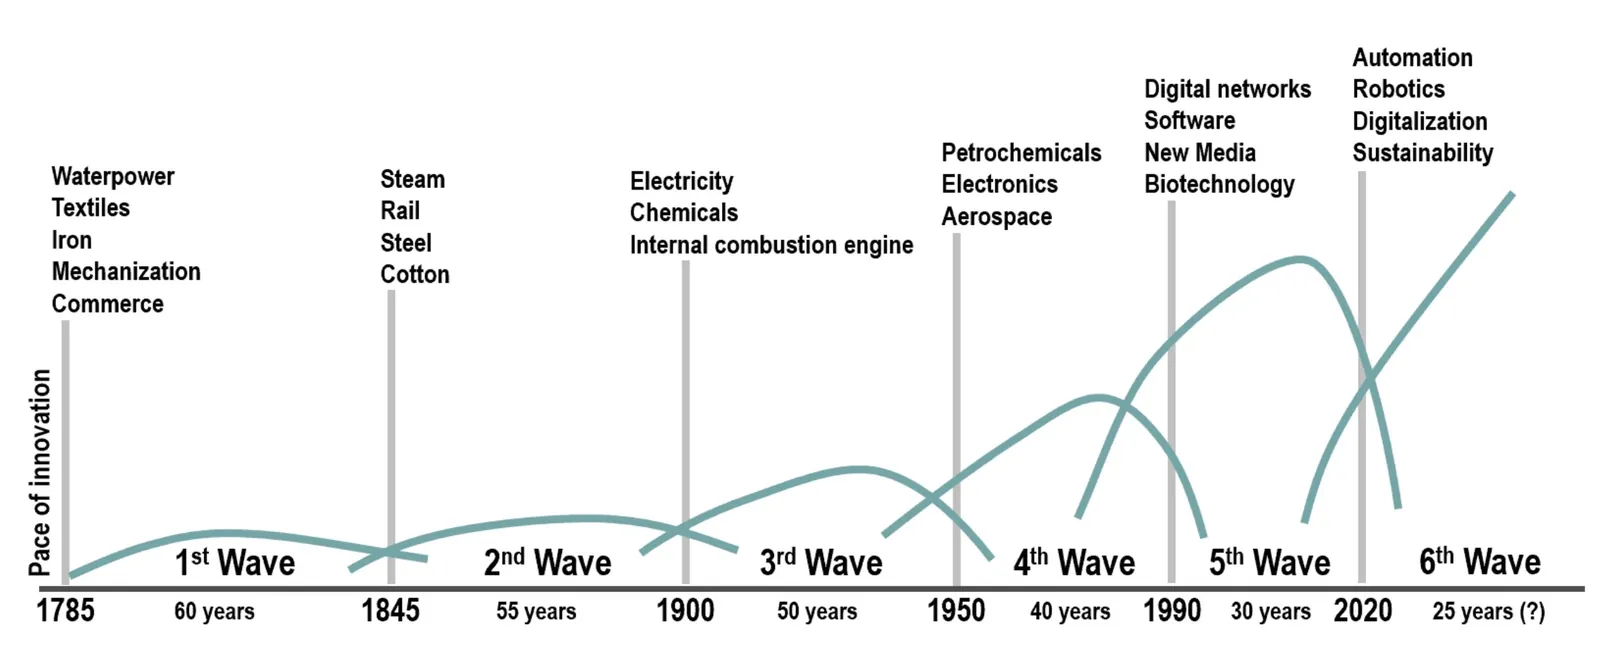 Waterpower
Textiles
Iron
Mechanization
Commerce
Steam
Rail
Steel
Cotton
Electricity
Chemicals
Internal combustion engine
Petrochemicals
Electronics
Aerospace
Digital networks
Software
New Media
Biotechnology
Automation
Robotics
Digitalization
Sustainability
Pace of innovation
1st Wave 2nd Wave 3rd Wave 4th Wave 5th Wave 6th Wave
1785 60 years 1845 55 years 1900 50 years 1950 40 years 1990 30 years 2020 25 years (?)